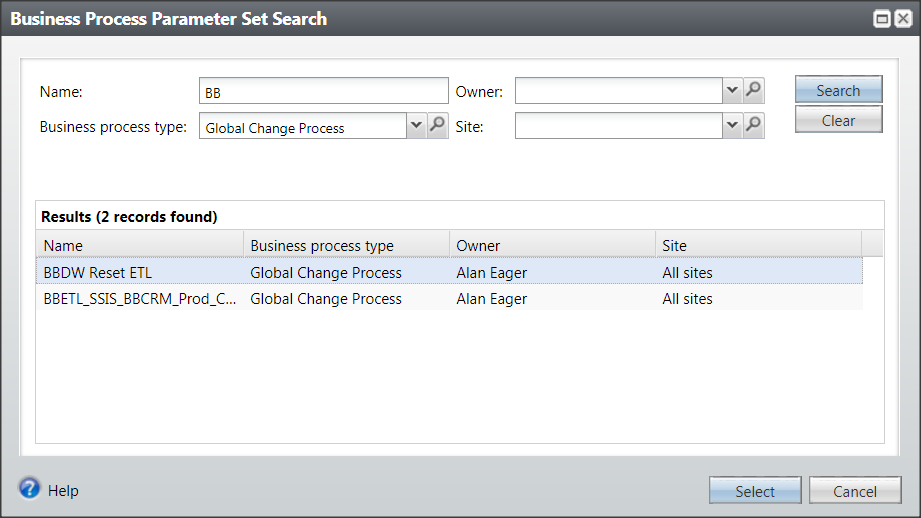 Business Process Parameter Set Search
Name: BB Owner: Search
Business process type: Global Change Process Site: Clear
Results (2 records found)
Name Business process type Owner Site
BBDW Reset ETL Global Change Process Alan Eager All sites
BBETL_SSIS_BBCRM_Prod_C... Global Change Process Alan Eager All sites
? Help Select Cancel